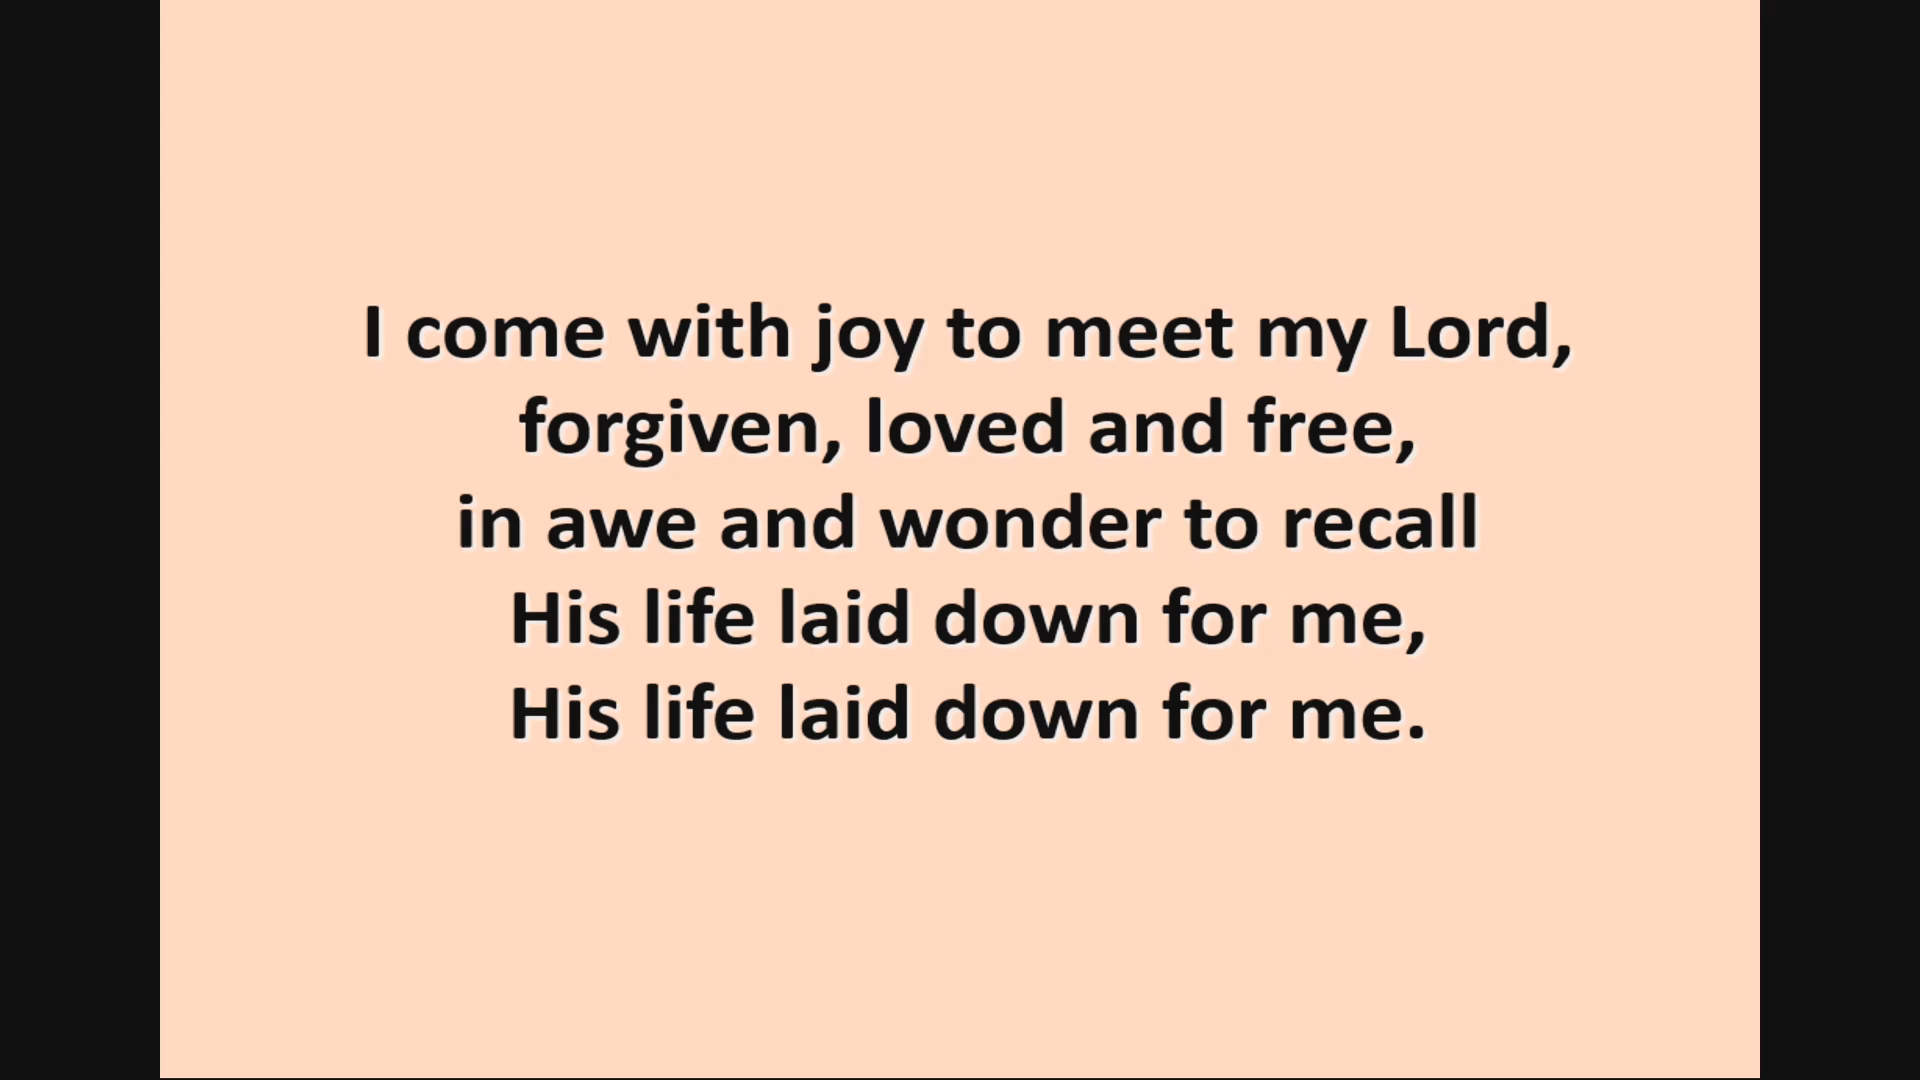 I come with joy to meet my Lord,
forgiven, loved and free,
in awe and wonder to recall
His life laid down for me,
His life laid down for me.